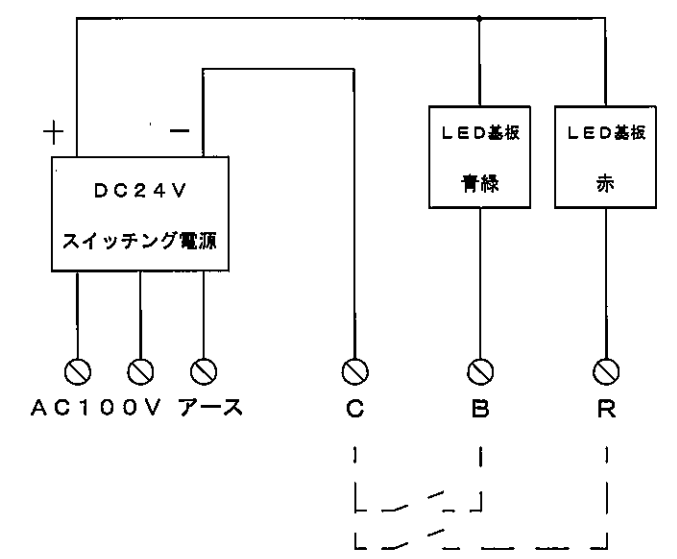 +
−
LED基板
青緑
LED基板
赤
DC24V
スイッチング電源
AC100V アース
C
B
R